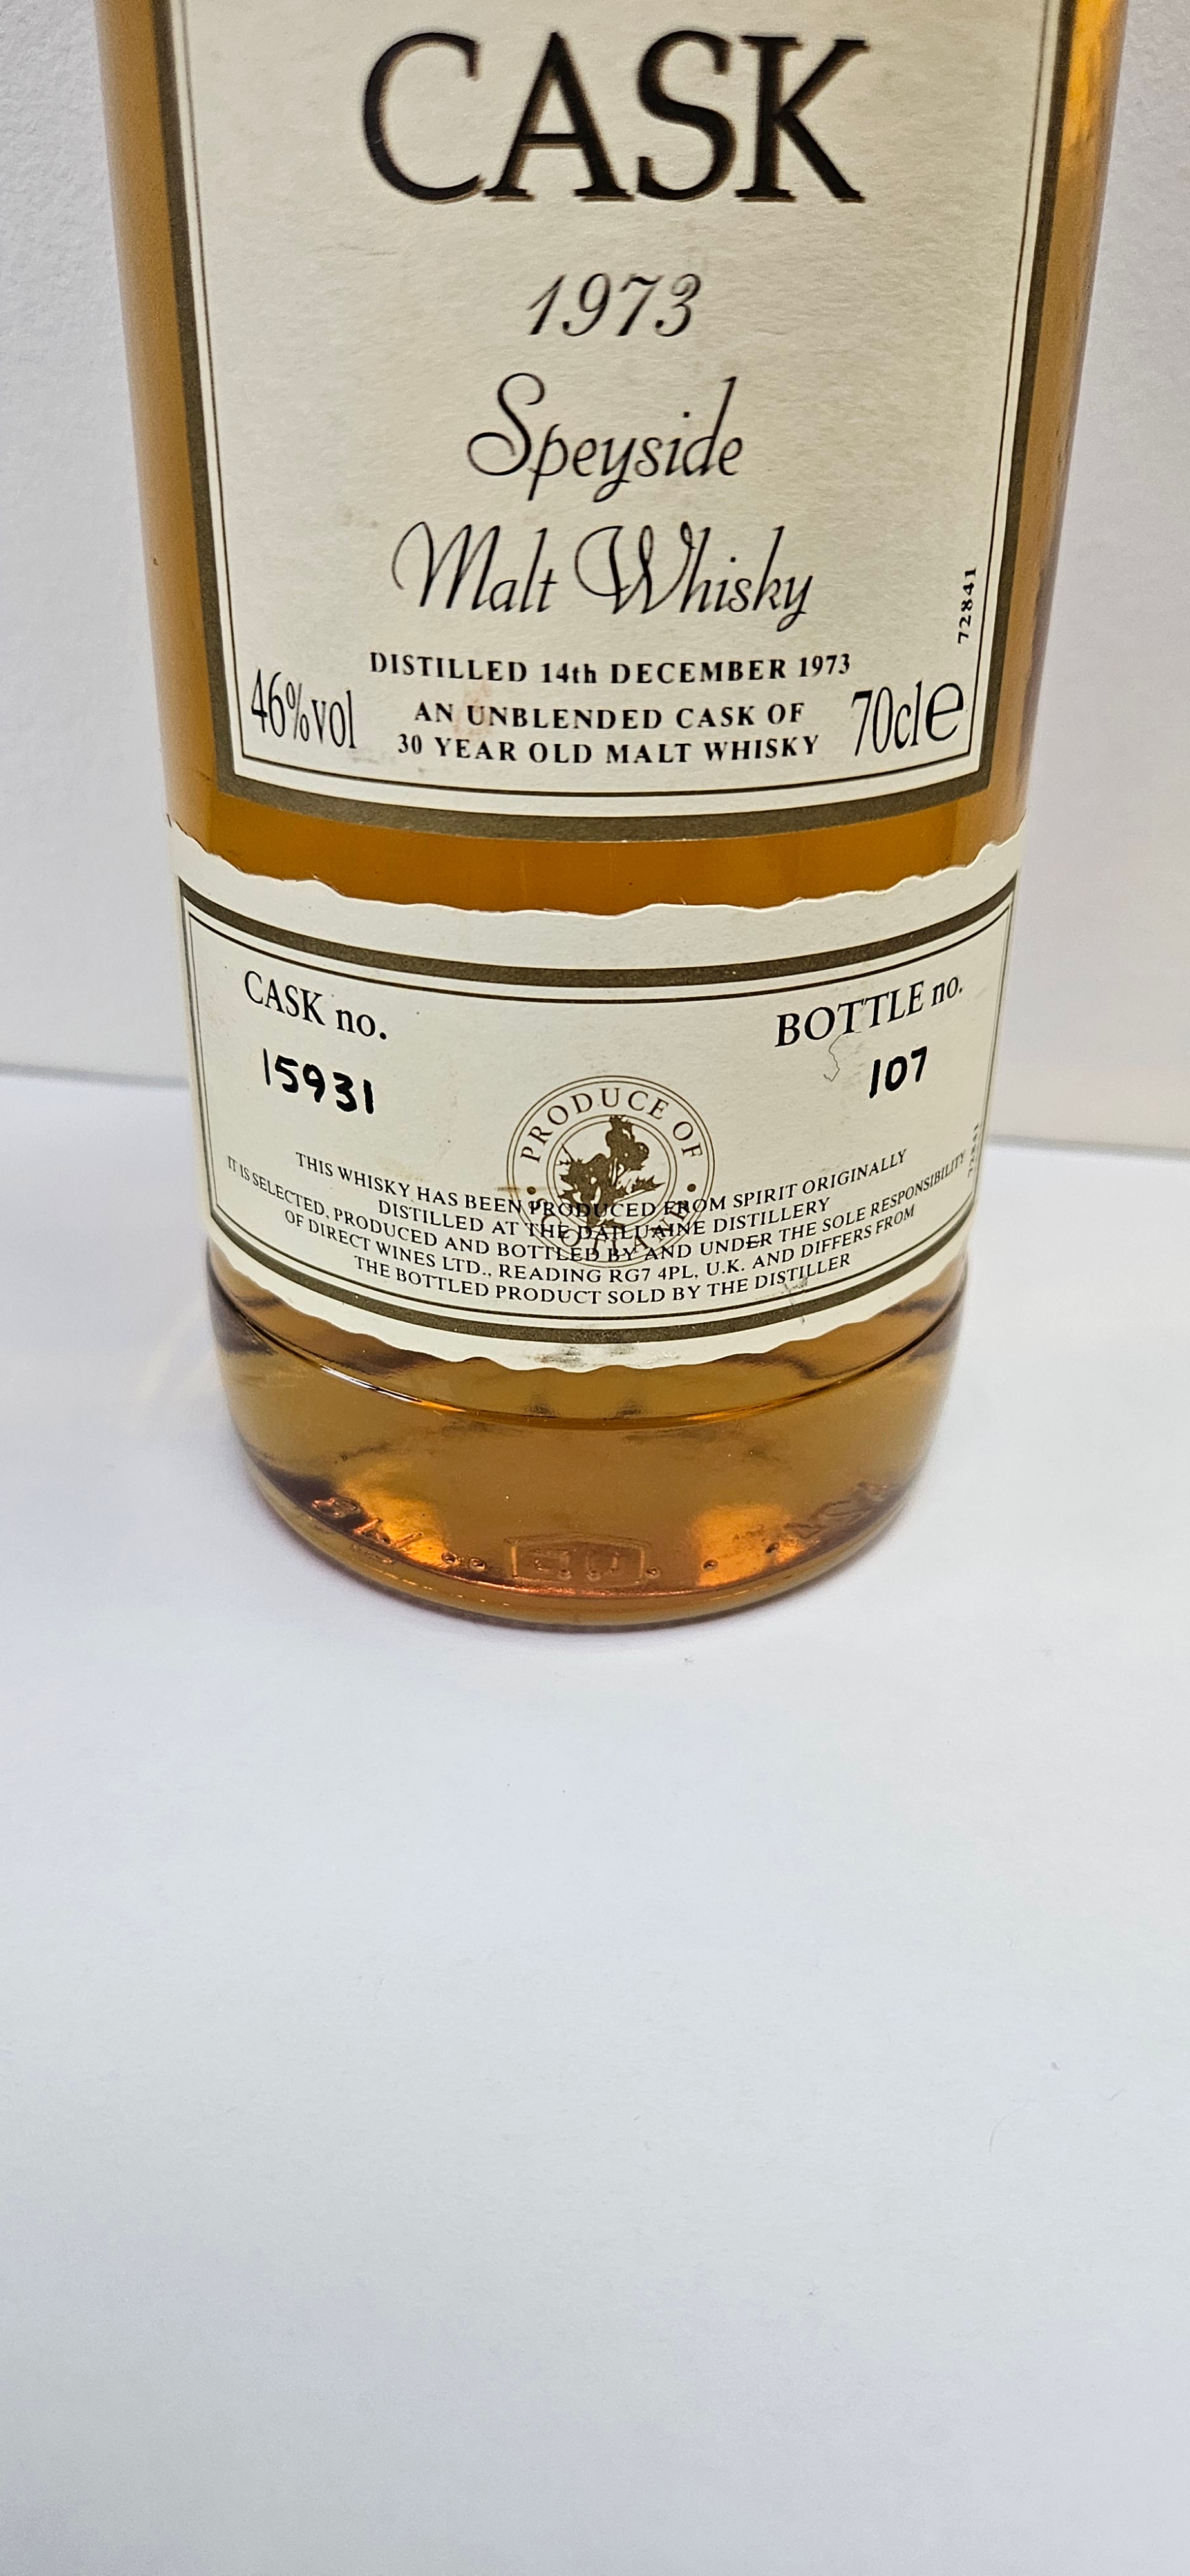 CASK
1973
Speyside
Malt Whisky
72841
DISTILLED 14th DECEMBER 1973
46%vol
AN UNBLENDED CASK OF
30 YEAR OLD MALT WHISKY
70cl e
CASK no.
15931
BOTTLE no.
107
PRODUCE OF
THIS WHISKY HAS BEEN PRODUCED FROM SPIRIT ORIGINALLY
DISTILLED AT THE DAILUAINE DISTILLERY
IT IS SELECTED, PRODUCED AND BOTTLED BY AND UNDER THE SOLE RESPONSIBILITY
OF DIRECT WINES LTD., READING RG7 4PL, U.K. AND DIFFERS FROM
THE BOTTLED PRODUCT SOLD BY THE DISTILLER